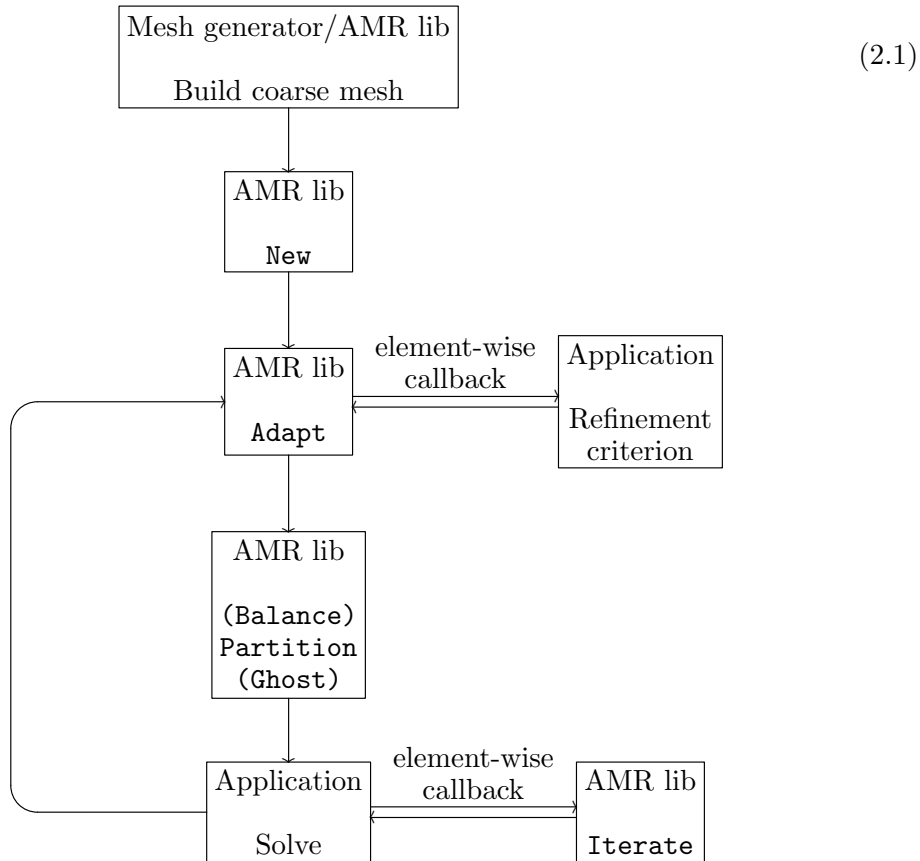 Mesh generator/AMR lib
Build coarse mesh
(2.1)
AMR lib
New
AMR lib
Adapt
element-wise
callback
Application
Refinement
criterion
AMR lib
(Balance)
Partition
(Ghost)
Application
Solve
element-wise
callback
AMR lib
Iterate